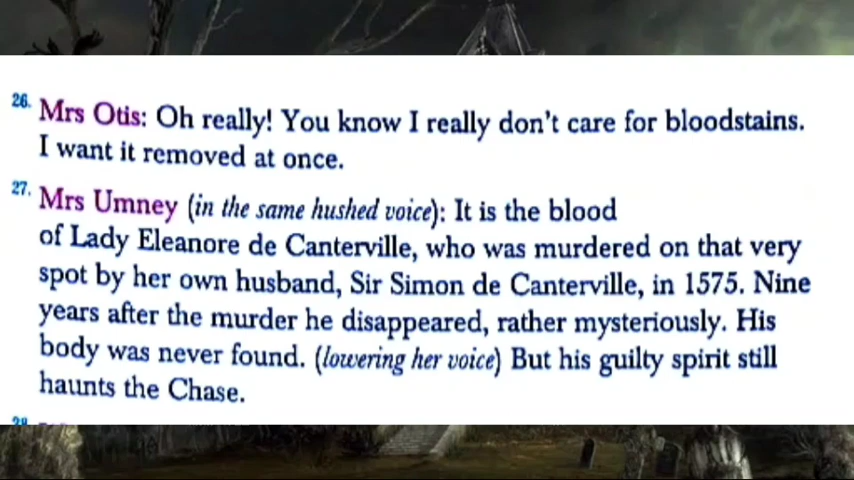 26. Mrs Otis: Oh really! You know I really don't care for bloodstains.
I want it removed at once.
27. Mrs Umney (in the same hushed voice): It is the blood
of Lady Eleanore de Canterville, who was murdered on that very
spot by her own husband, Sir Simon de Canterville, in 1575. Nine
years after the murder he disappeared, rather mysteriously. His
body was never found. (lowering her voice) But his guilty spirit still
haunts the Chase.
28.